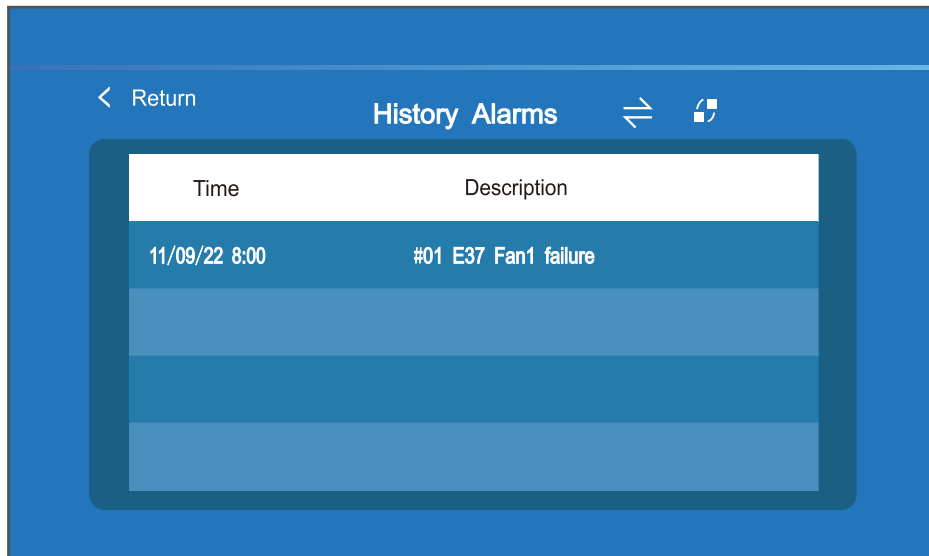 Return
History Alarms
Time Description
11/09/22 8:00 #01 E37 Fan1 failure